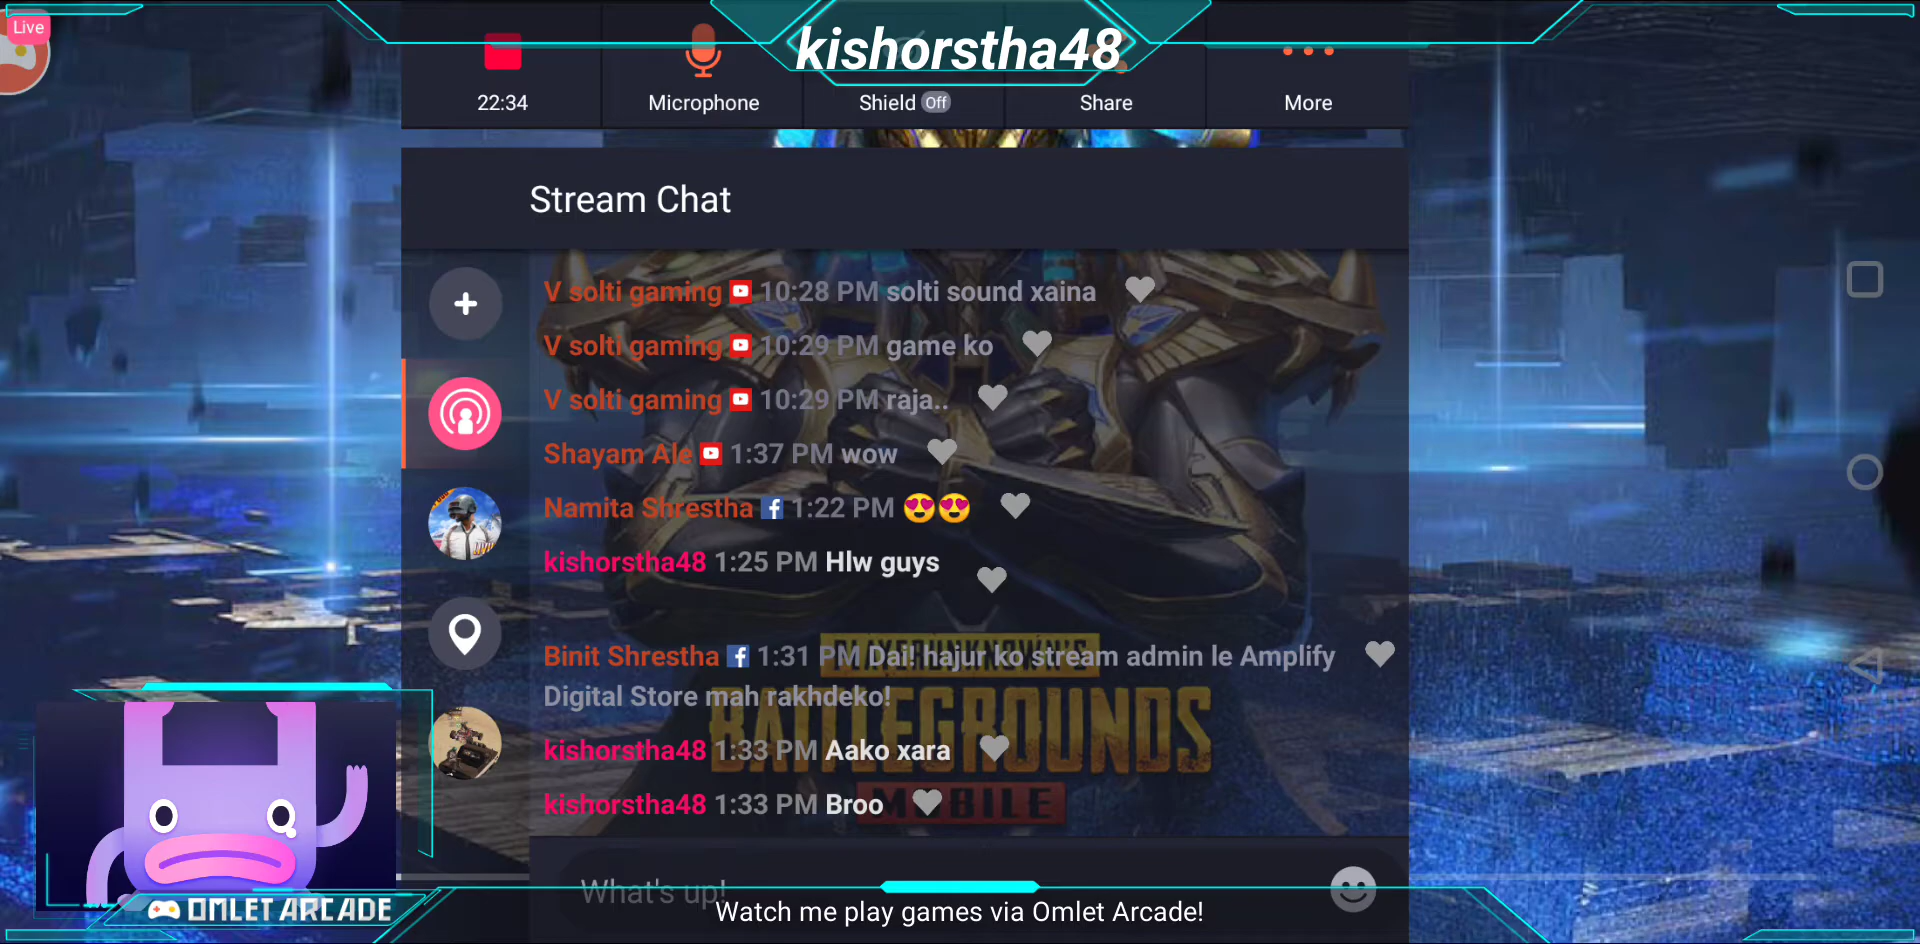 Live
kishorstha48
22:34
Microphone
Shield Off
Share
More
Stream Chat
V solti gaming 10:28 PM solti sound xaina
V solti gaming 10:29 PM game ko
V solti gaming 10:29 PM raja..
Shayam Ale 1:37 PM wow
Namita Shrestha 1:22 PM 😍😍
kishorstha48 1:25 PM Hlw guys
PLAYERUNKNOWN'S
Binit Shrestha 1:31 PM Dai! hajur ko stream admin le Amplify
Digital Store mah rakhdeko!
BATTLEGROUNDS
kishorstha48 1:33 PM Aako xara
kishorstha48 1:33 PM Broo
MOBILE
What's up!
OMLET ARCADE
Watch me play games via Omlet Arcade!